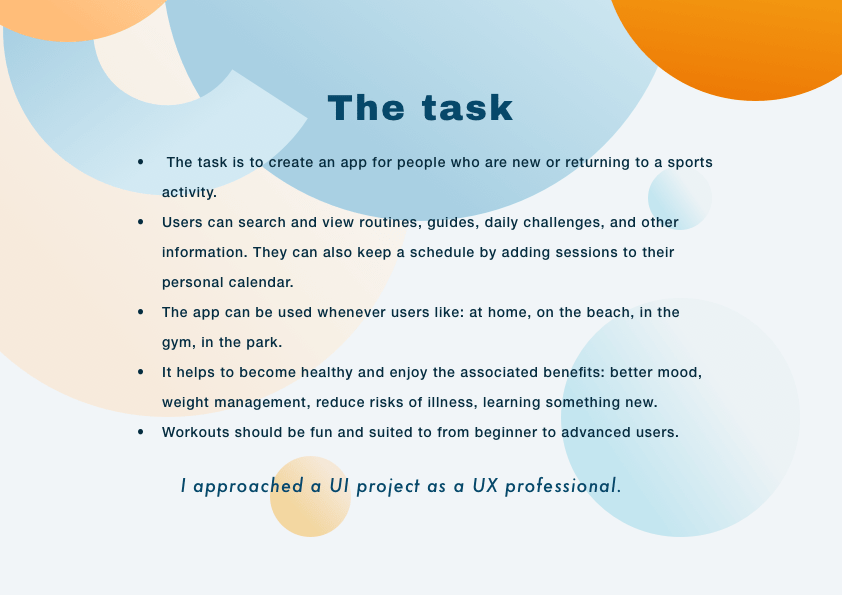 The task
• The task is to create an app for people who are new or returning to a sports
activity.
• Users can search and view routines, guides, daily challenges, and other
information. They can also keep a schedule by adding sessions to their
personal calendar.
• The app can be used whenever users like: at home, on the beach, in the
gym, in the park.
• It helps to become healthy and enjoy the associated benefits: better mood,
weight management, reduce risks of illness, learning something new.
• Workouts should be fun and suited to from beginner to advanced users.
I approached a UI project as a UX professional.